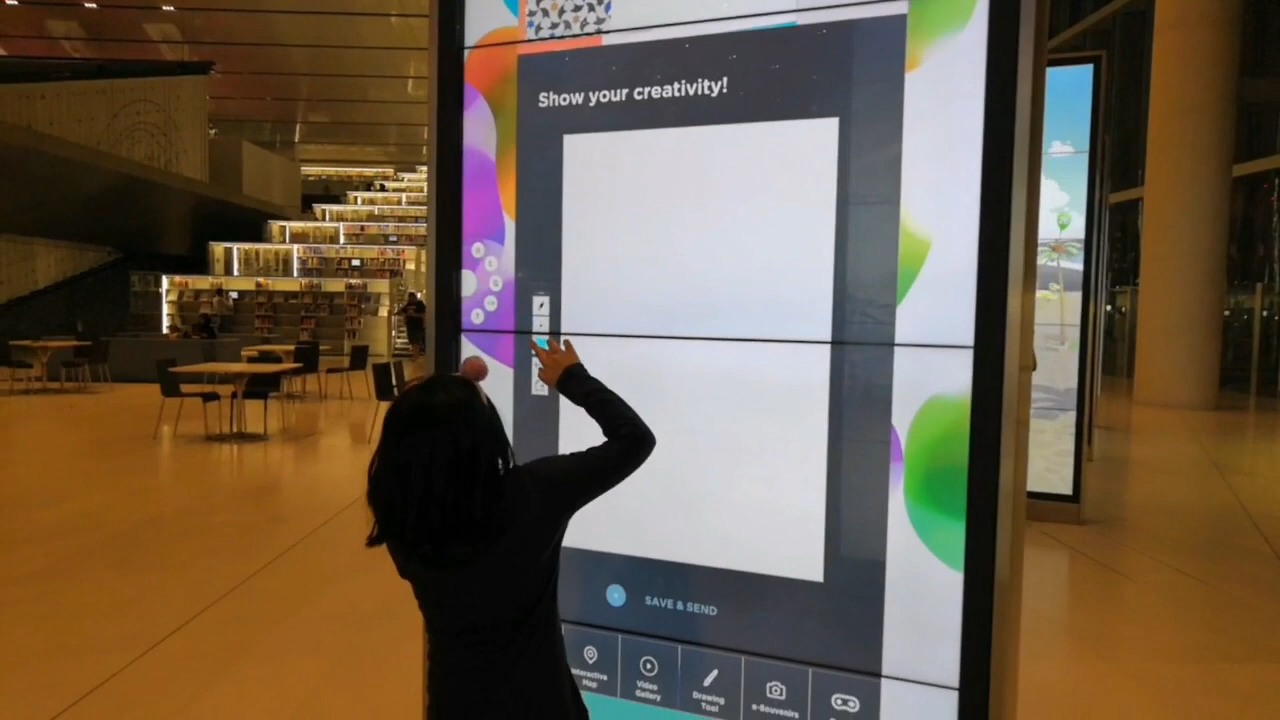 Show your creativity!
SAVE & SEND
Interactive
Map
Video
Gallery
Drawing
Tool
e-Souvenirs